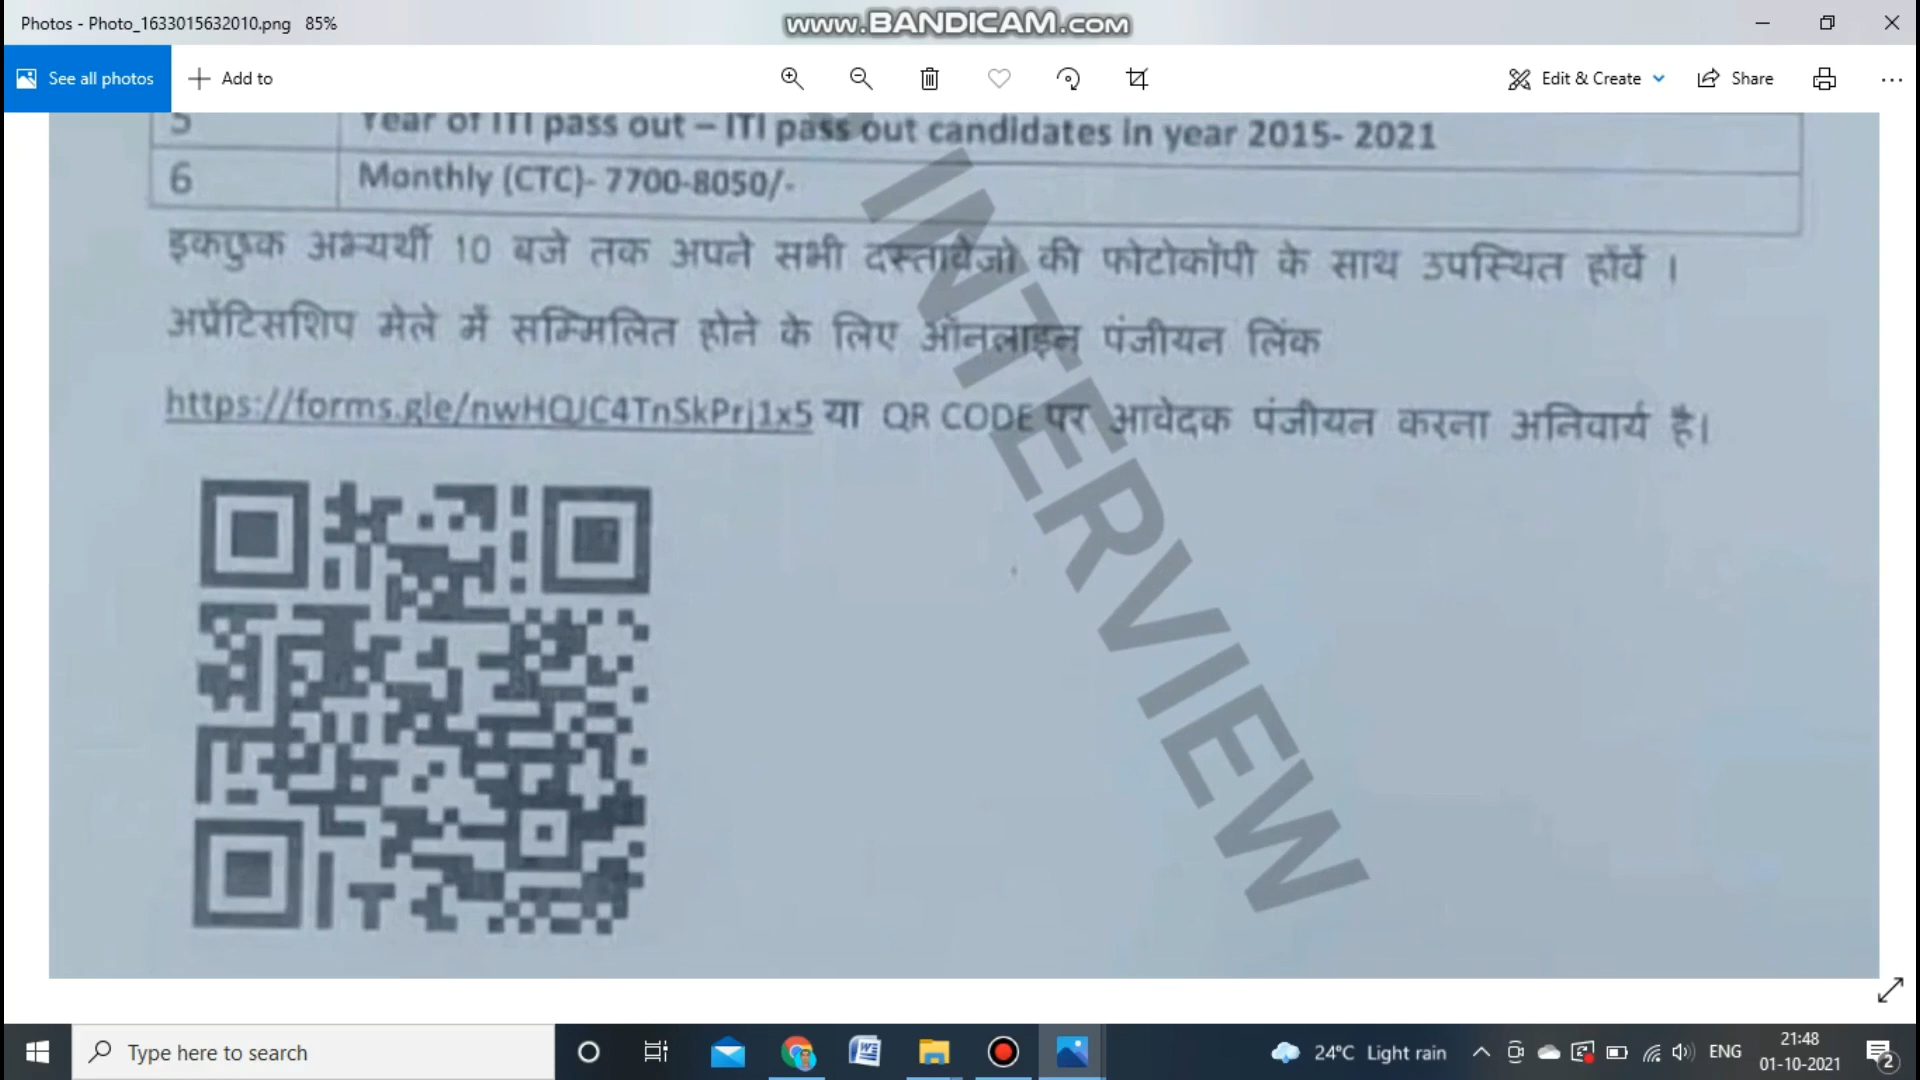 Photos - Photo_1633015632010.png 85%
www.BANDICAM.com
See all photos
Add to
Edit & Create
Share
5 Year of ITI pass out – ITI pass out candidates in year 2015- 2021
6 Monthly (CTC)- 7700-8050/-
इकछुक अभ्यर्थी 10 बजे तक अपने सभी दस्तावेजो की फोटोकॉपी के साथ उपस्थित होंवें ।
अप्रेंटिसशिप मेले में सम्मिलित होने के लिए ऑनलाइन पंजीयन लिंक
https://forms.gle/nwHQJC4TnSkPrj1x5 या QR CODE पर आवेदक पंजीयन करना अनिवार्य है।
INTERVIEW
Type here to search
24°C Light rain
ENG
21:48
01-10-2021
2